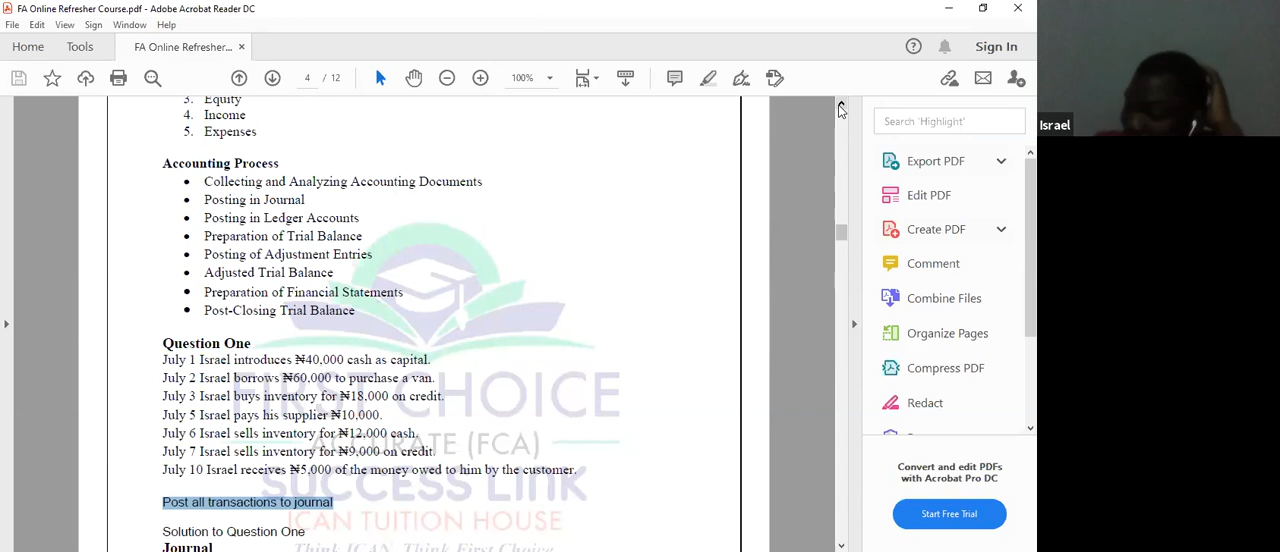 FA Online Refresher Course.pdf - Adobe Acrobat Reader DC
File Edit View Sign Window Help
Home Tools FA Online Refresher... × Sign In
4 / 12 100%
3. Equity
4. Income
5. Expenses
Accounting Process
• Collecting and Analyzing Accounting Documents
• Posting in Journal
• Posting in Ledger Accounts
• Preparation of Trial Balance
• Posting of Adjustment Entries
• Adjusted Trial Balance
• Preparation of Financial Statements
• Post-Closing Trial Balance
Question One
July 1 Israel introduces ₦40,000 cash as capital.
July 2 Israel borrows ₦60,000 to purchase a van.
July 3 Israel buys inventory for ₦18,000 on credit.
July 5 Israel pays his supplier ₦10,000.
July 6 Israel sells inventory for ₦12,000 cash.
July 7 Israel sells inventory for ₦9,000 on credit.
July 10 Israel receives ₦5,000 of the money owed to him by the customer.
Post all transactions to journal
Solution to Question One
Journal
FIRST CHOICE
ACCURATE (FCA)
SUCCESS LINK
ICAN TUITION HOUSE
Think ICAN, Think First Choice
Search 'Highlight'
Export PDF
Edit PDF
Create PDF
Comment
Combine Files
Organize Pages
Compress PDF
Redact
Convert and edit PDFs
with Acrobat Pro DC
Start Free Trial
Israel